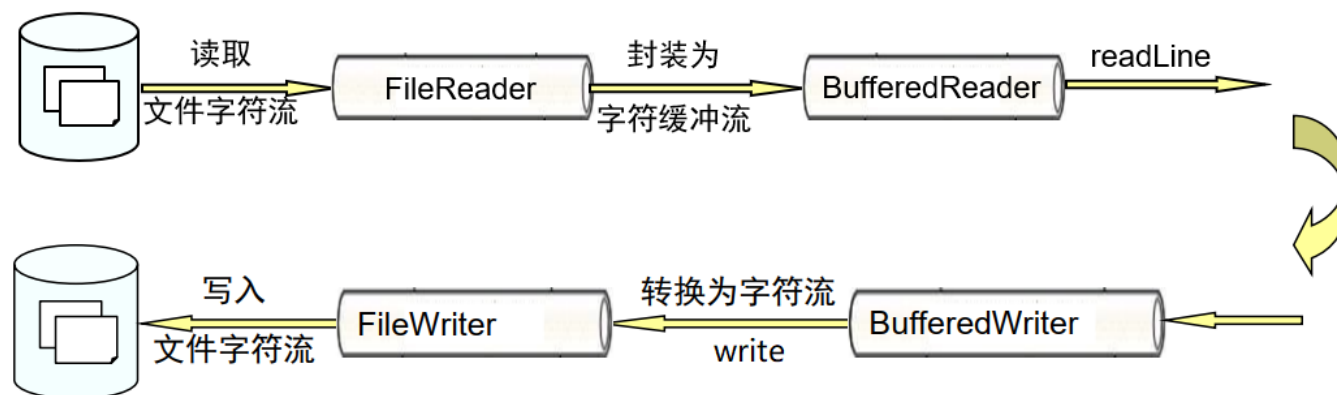 读取
文件字符流
FileReader
封装为
字符缓冲流
BufferedReader
readLine
写入
文件字符流
FileWriter
转换为字符流
write
BufferedWriter